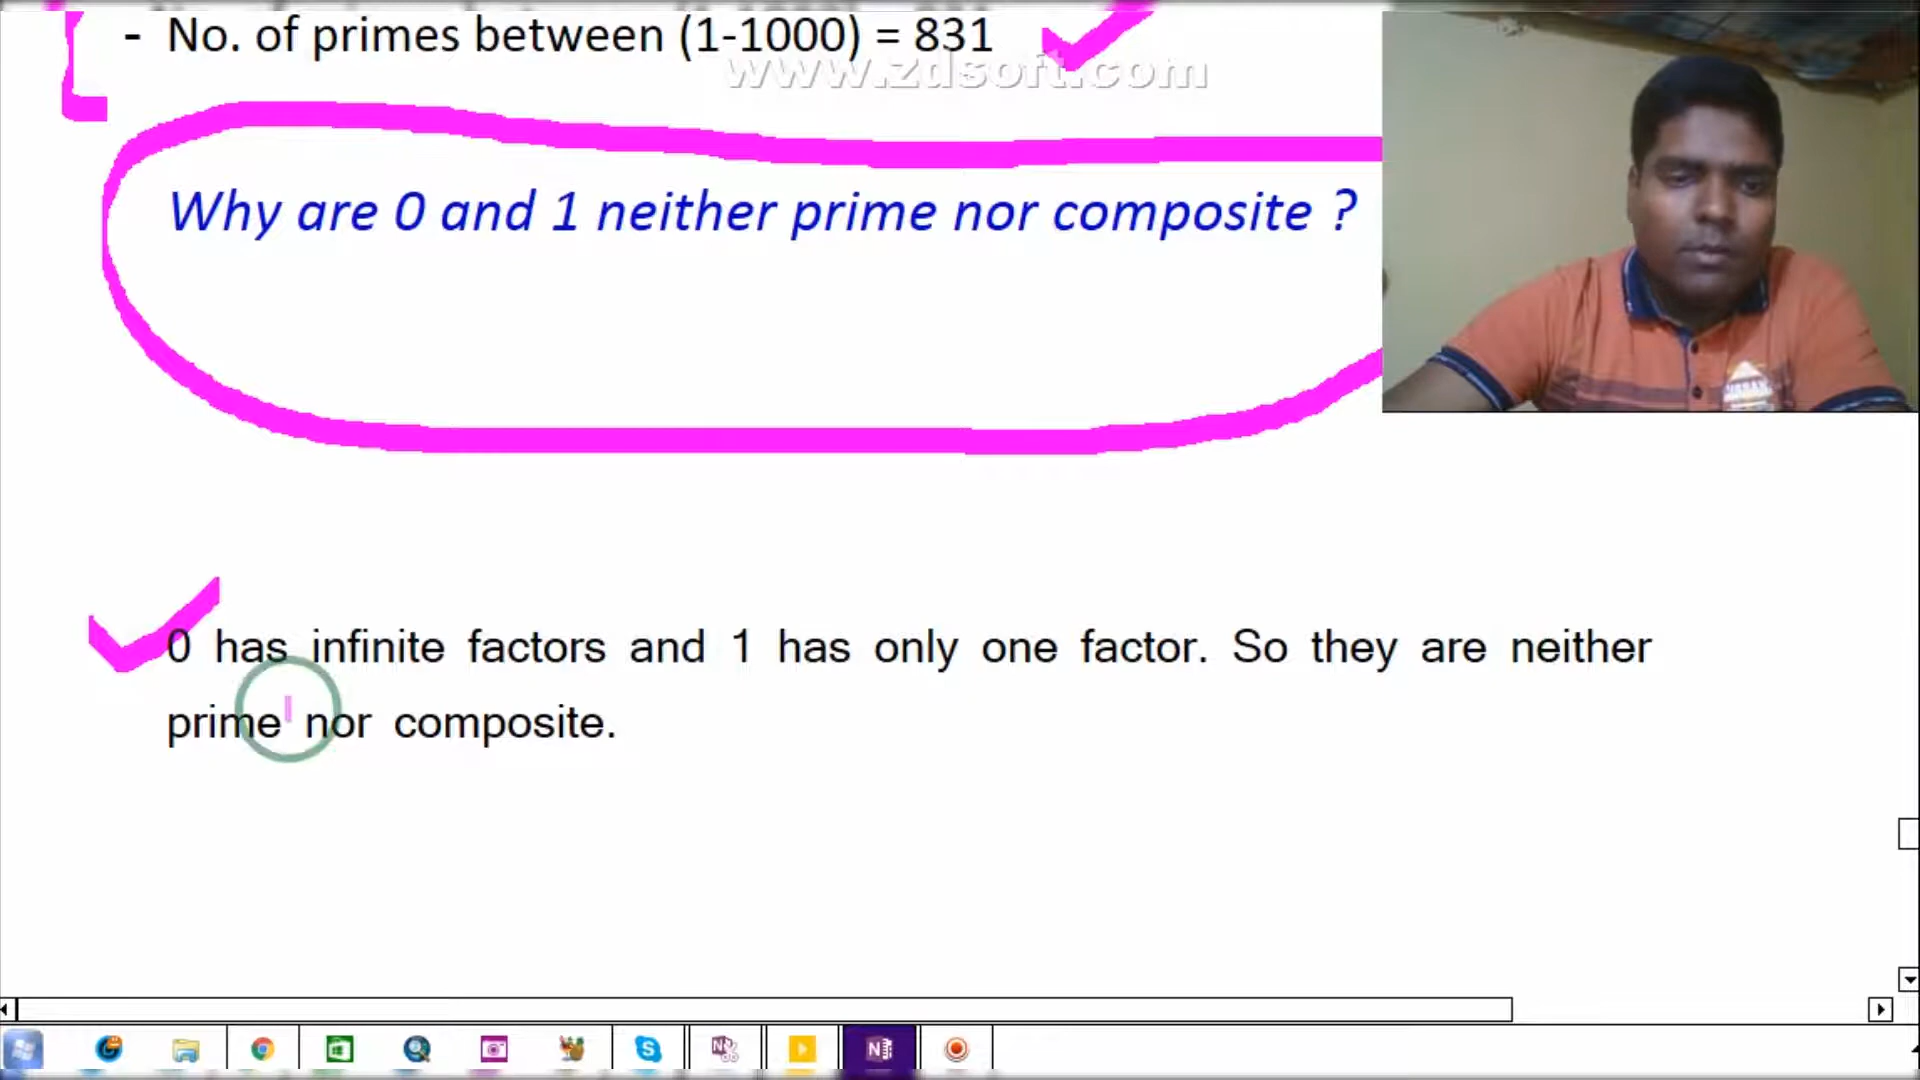 - No. of primes between (1-1000) = 831
www.zdsoft.com
Why are 0 and 1 neither prime nor composite ?
0 has infinite factors and 1 has only one factor. So they are neither
prime nor composite.